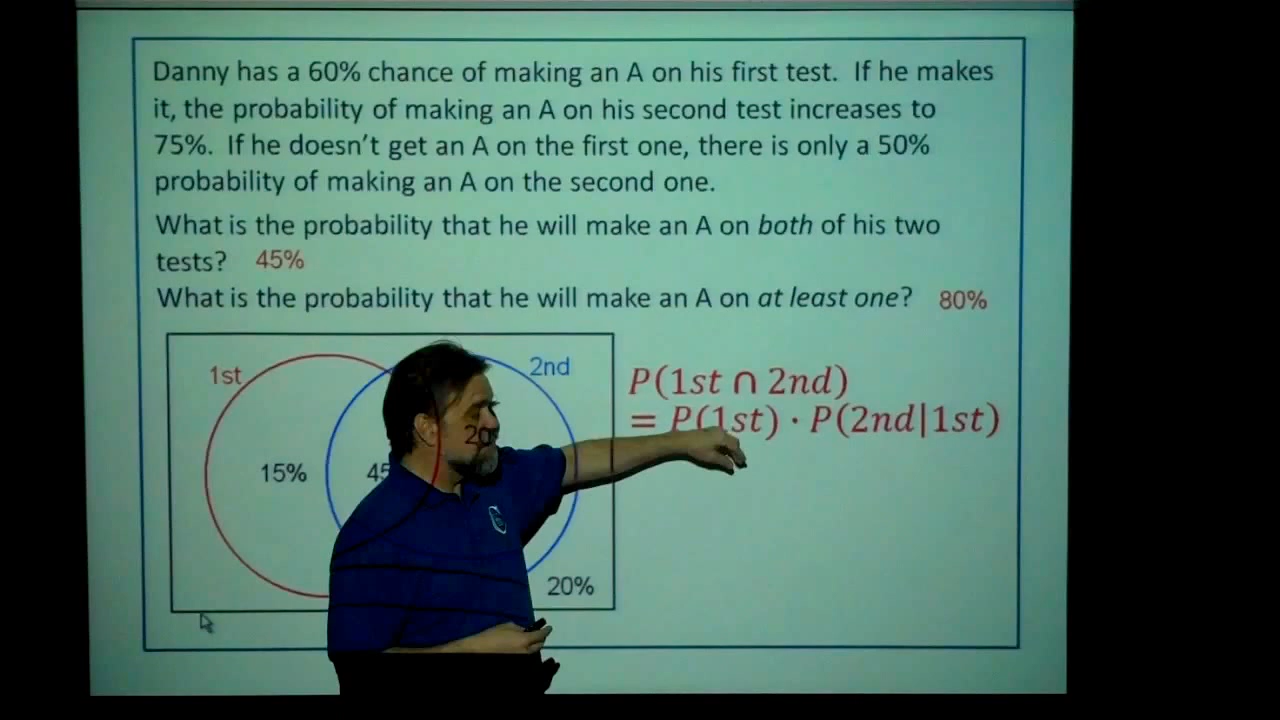 Danny has a 60% chance of making an A on his first test. If he makes
it, the probability of making an A on his second test increases to
75%. If he doesn't get an A on the first one, there is only a 50%
probability of making an A on the second one.
What is the probability that he will make an A on both of his two
tests? 45%
What is the probability that he will make an A on at least one? 80%
1st 2nd
P(1st ∩ 2nd)
= P(1st) · P(2nd|1st)
15% 45 20
20%